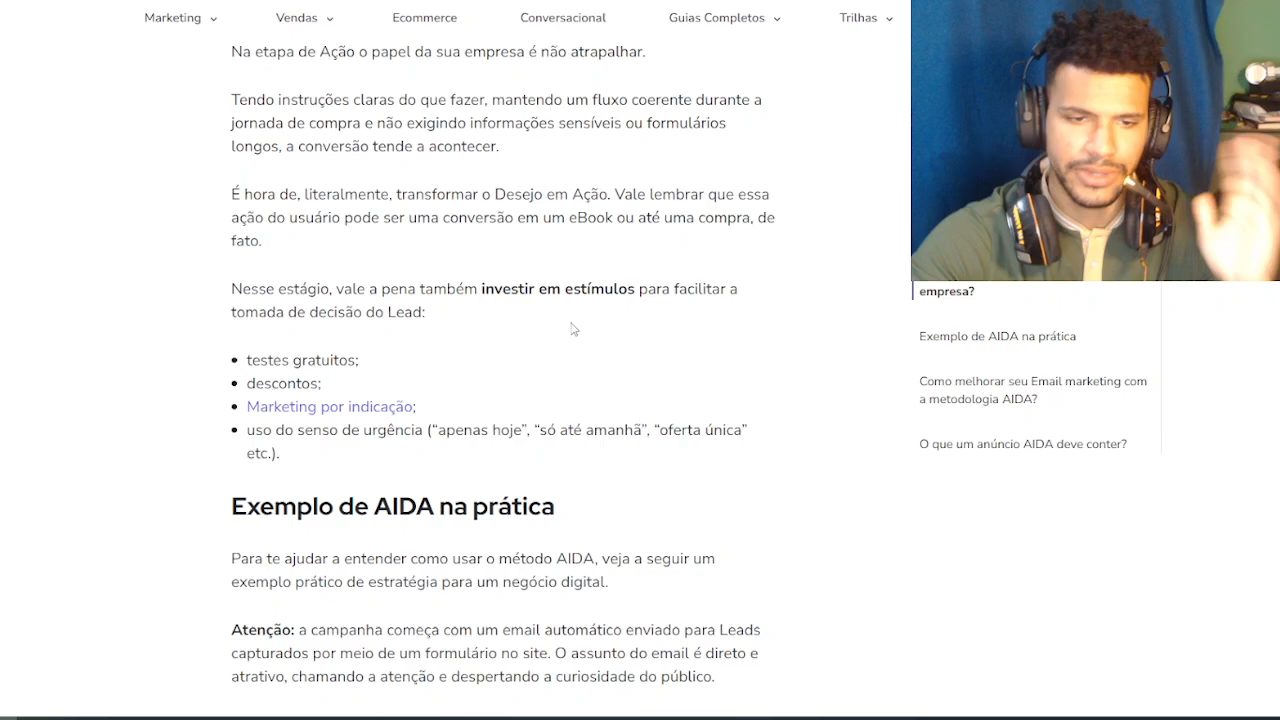 Marketing Vendas Ecommerce Conversacional Guias Completos Trilhas
Na etapa de Ação o papel da sua empresa é não atrapalhar.
Tendo instruções claras do que fazer, mantendo um fluxo coerente durante a
jornada de compra e não exigindo informações sensíveis ou formulários
longos, a conversão tende a acontecer.
É hora de, literalmente, transformar o Desejo em Ação. Vale lembrar que essa
ação do usuário pode ser uma conversão em um eBook ou até uma compra, de
fato.
Nesse estágio, vale a pena também investir em estímulos para facilitar a
tomada de decisão do Lead:
• testes gratuitos;
• descontos;
• Marketing por indicação;
• uso do senso de urgência (“apenas hoje”, “só até amanhã”, “oferta única”
etc.).
Exemplo de AIDA na prática
Para te ajudar a entender como usar o método AIDA, veja a seguir um
exemplo prático de estratégia para um negócio digital.
Atenção: a campanha começa com um email automático enviado para Leads
capturados por meio de um formulário no site. O assunto do email é direto e
atrativo, chamando a atenção e despertando a curiosidade do público.
empresa?
Exemplo de AIDA na prática
Como melhorar seu Email marketing com
a metodologia AIDA?
O que um anúncio AIDA deve conter?